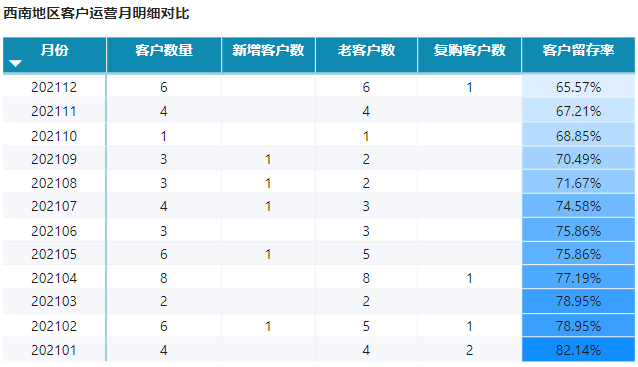 西南地区客户运营月明细对比
月份 客户数量 新增客户数 老客户数 复购客户数 客户留存率
202112 6 6 1 65.57%
202111 4 4 67.21%
202110 1 1 68.85%
202109 3 1 2 70.49%
202108 3 1 2 71.67%
202107 4 1 3 74.58%
202106 3 3 75.86%
202105 6 1 5 75.86%
202104 8 8 1 77.19%
202103 2 2 78.95%
202102 6 1 5 1 78.95%
202101 4 4 2 82.14%